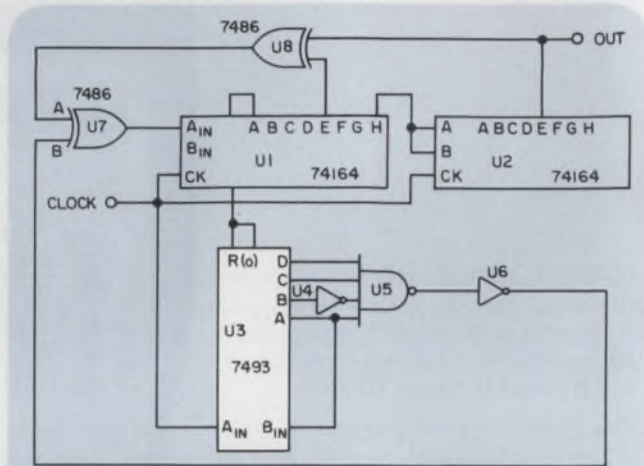 7486
U8
OUT
7486
A
B
U7
A IN
B IN
CK
A B C D E F G H
U1
74164
A
B
CK
A B C D E F G H
U2
74164
CLOCK
R(0)
D
C
B
A
U3
7493
A IN
B IN
U4
U5
U6